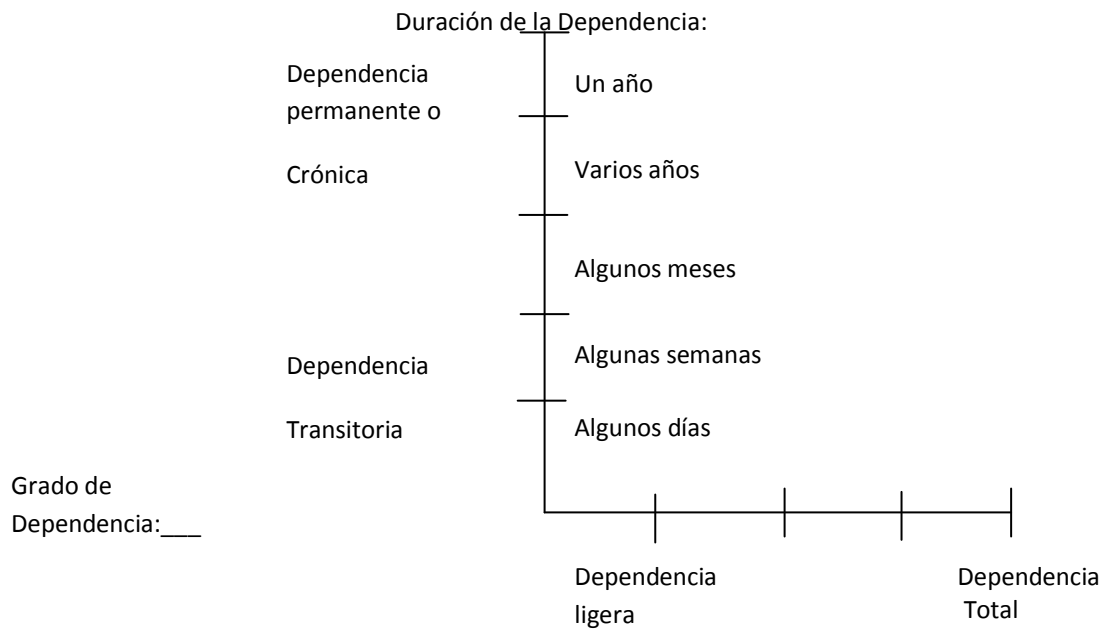 Duración de la Dependencia:
Dependencia
permanente o
Un año
Crónica
Varios años
Algunos meses
Dependencia
Algunas semanas
Transitoria
Algunos días
Grado de
Dependencia:___
Dependencia
ligera
Dependencia
Total